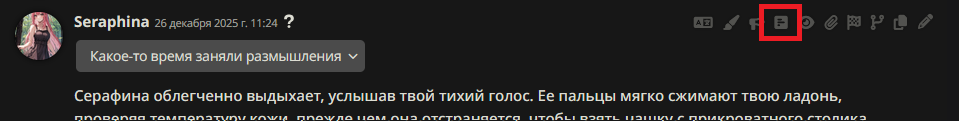 Seraphina 26 декабря 2025 г. 11:24 ?
Какое-то время заняли размышления
Серафина облегченно выдыхает, услышав твой тихий голос. Ее пальцы мягко сжимают твою ладонь,
проверяя температуру кожи, прежде чем она отстраняется, чтобы взять чашку с прикроватного столика.